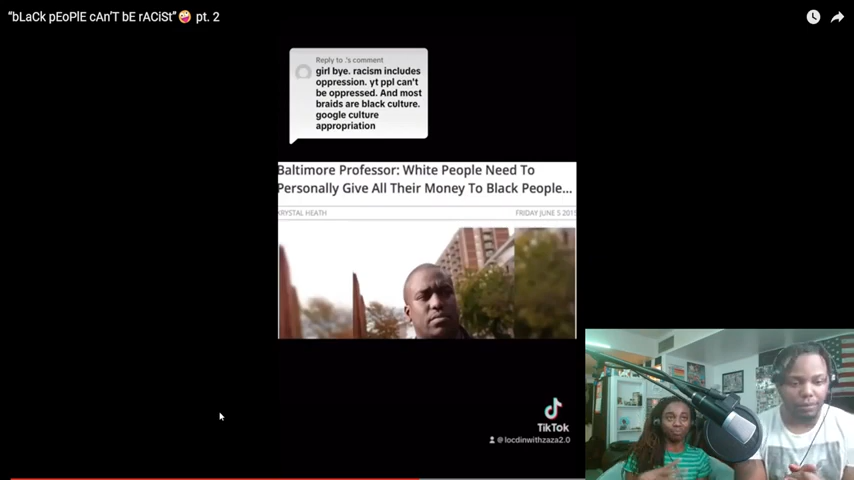 “bLaCk pEoPlE cAn’T bE rACiSt”🤪 pt. 2
Reply to .'s comment
girl bye. racism includes
oppression. yt ppl can't
be oppressed. And most
braids are black culture.
google culture
appropriation
Baltimore Professor: White People Need To
Personally Give All Their Money To Black People...
KRYSTAL HEATH
FRIDAY JUNE 5 2015
TikTok
@locdinwithzaza2.0